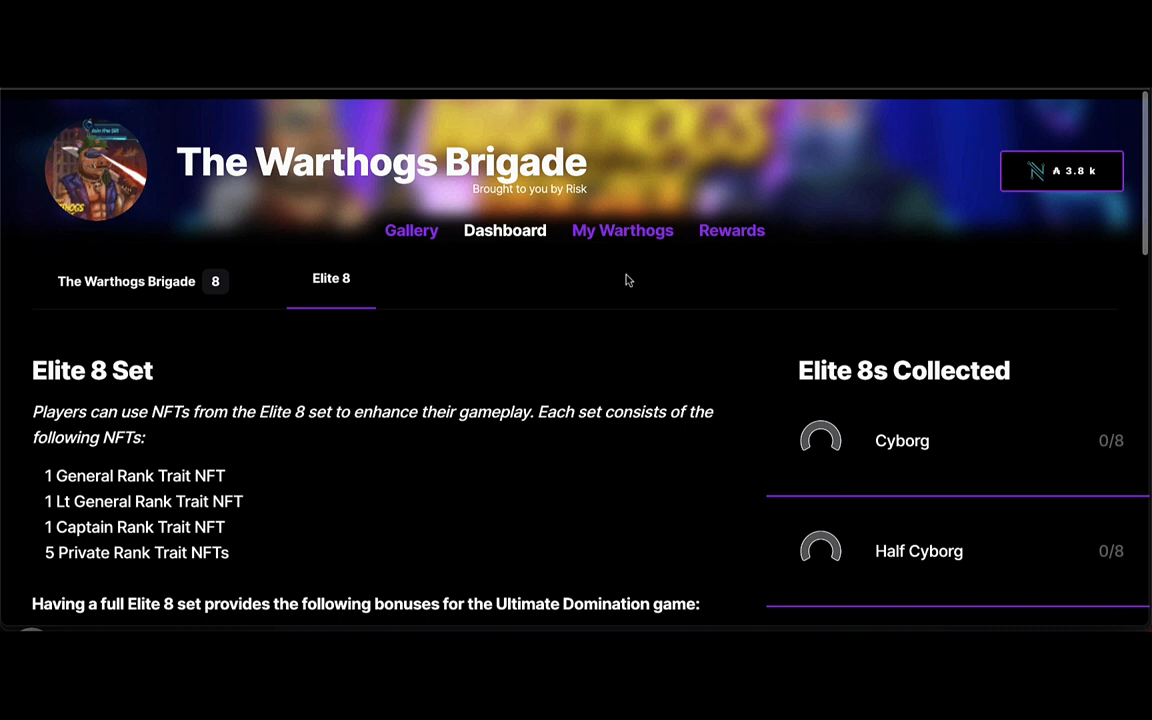 Join the SR
HOGS
The Warthogs Brigade
Brought to you by Risk
₳ 3.8 k
Gallery Dashboard My Warthogs Rewards
The Warthogs Brigade 8 Elite 8
Elite 8 Set
Players can use NFTs from the Elite 8 set to enhance their gameplay. Each set consists of the
following NFTs:
1 General Rank Trait NFT
1 Lt General Rank Trait NFT
1 Captain Rank Trait NFT
5 Private Rank Trait NFTs
Having a full Elite 8 set provides the following bonuses for the Ultimate Domination game:
Elite 8s Collected
Cyborg 0/8
Half Cyborg 0/8